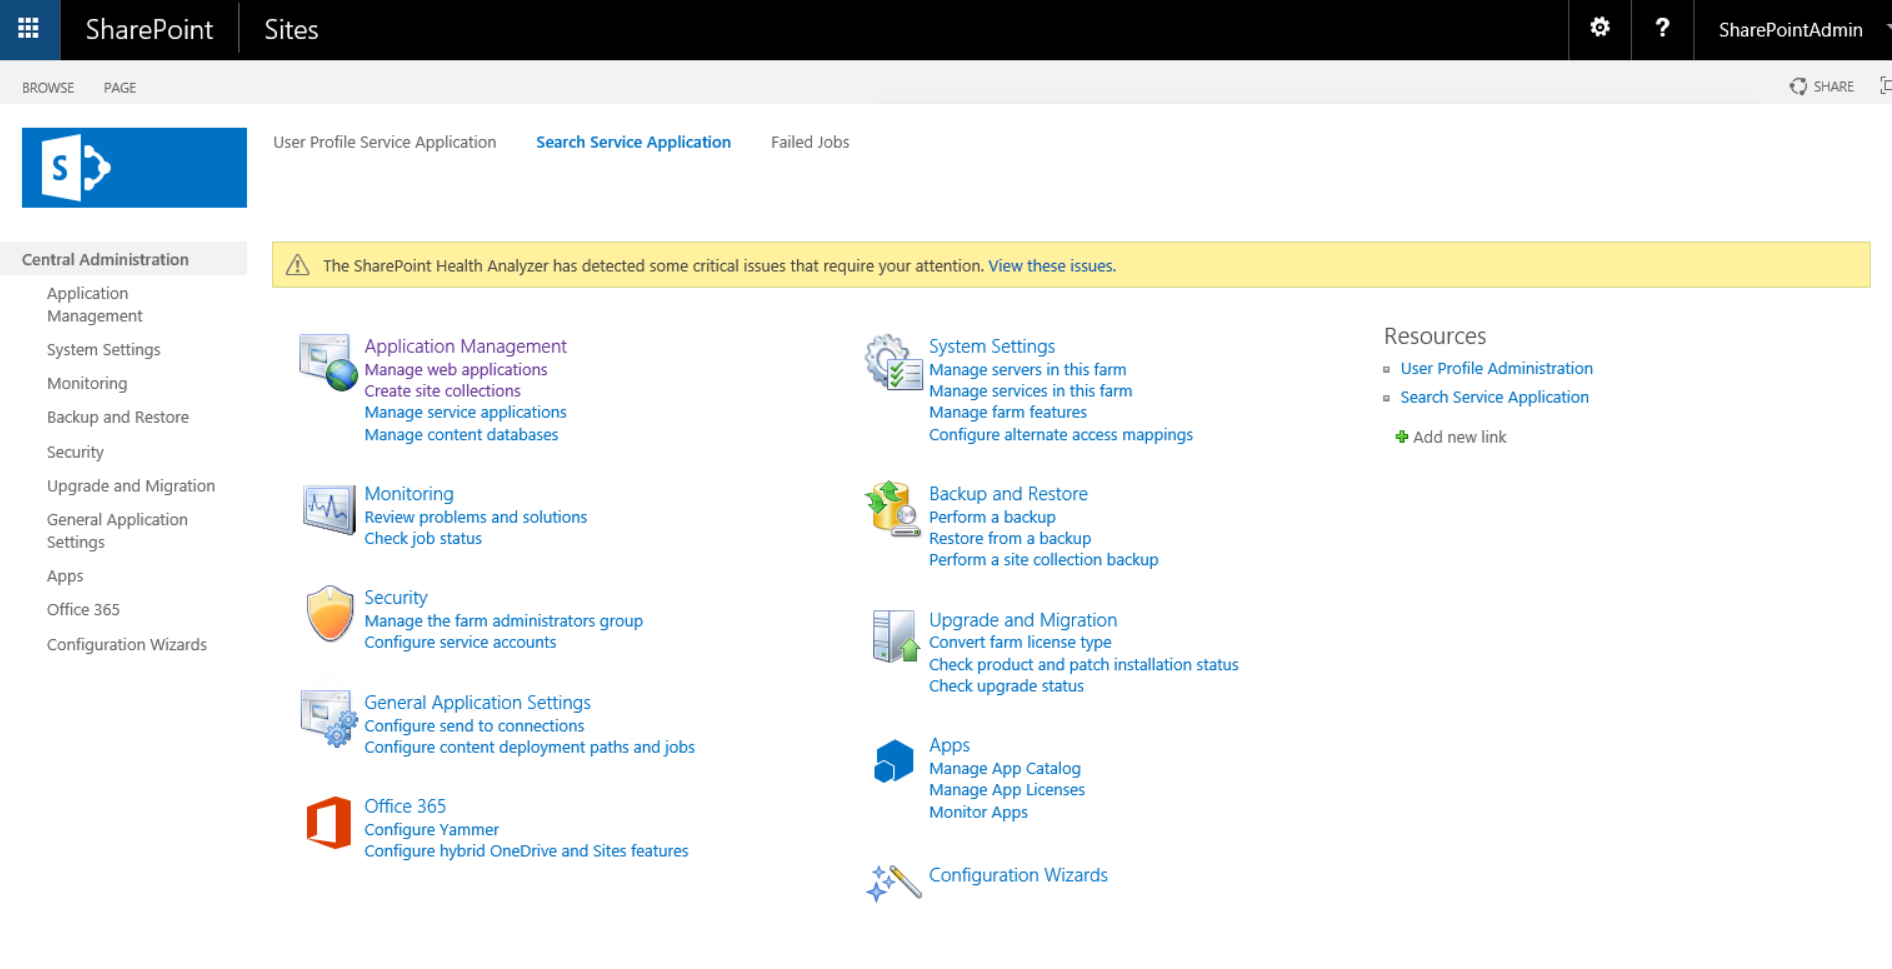 SharePoint
Sites
?
SharePointAdmin
BROWSE
PAGE
SHARE
S
User Profile Service Application
Search Service Application
Failed Jobs
Central Administration
Application
Management
System Settings
Monitoring
Backup and Restore
Security
Upgrade and Migration
General Application
Settings
Apps
Office 365
Configuration Wizards
The SharePoint Health Analyzer has detected some critical issues that require your attention. View these issues.
Application Management
Manage web applications
Create site collections
Manage service applications
Manage content databases
Monitoring
Review problems and solutions
Check job status
Security
Manage the farm administrators group
Configure service accounts
General Application Settings
Configure send to connections
Configure content deployment paths and jobs
Office 365
Configure Yammer
Configure hybrid OneDrive and Sites features
System Settings
Manage servers in this farm
Manage services in this farm
Manage farm features
Configure alternate access mappings
Backup and Restore
Perform a backup
Restore from a backup
Perform a site collection backup
Upgrade and Migration
Convert farm license type
Check product and patch installation status
Check upgrade status
Apps
Manage App Catalog
Manage App Licenses
Monitor Apps
Configuration Wizards
Resources
User Profile Administration
Search Service Application
Add new link